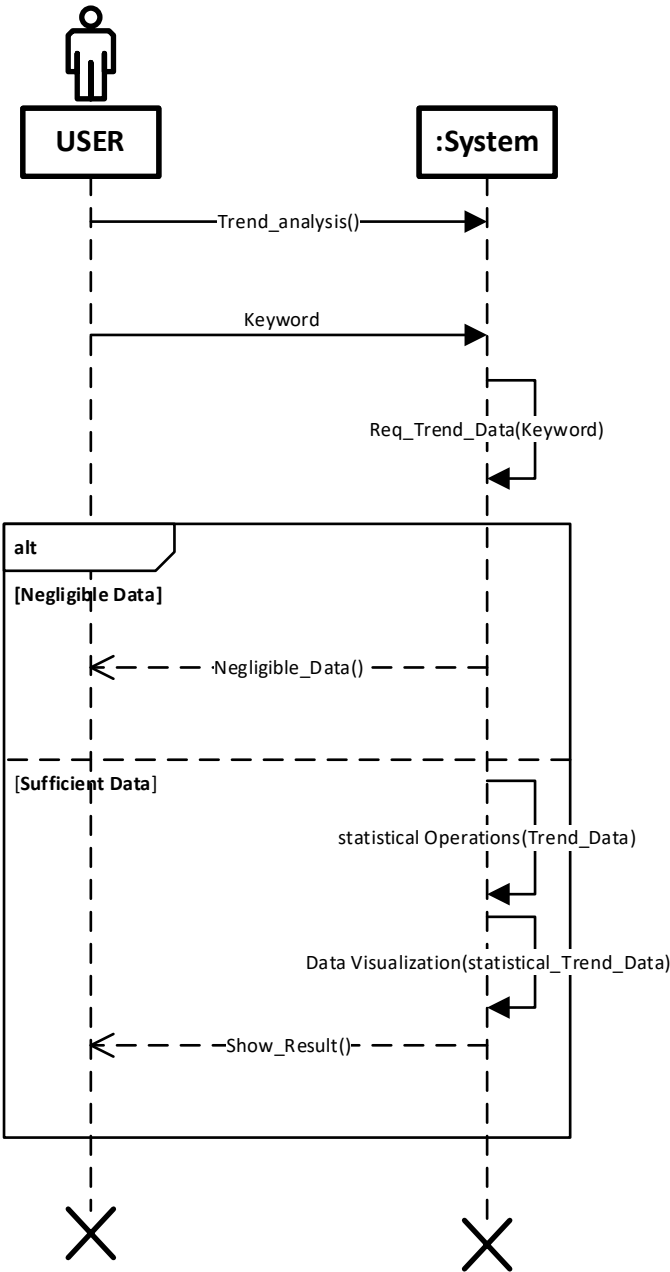 USER
:System
Trend_analysis()
Keyword
Req_Trend_Data(Keyword)
alt
[Negligible Data]
Negligible_Data()
[Sufficient Data]
statistical Operations(Trend_Data)
Data Visualization(statistical_Trend_Data)
Show_Result()